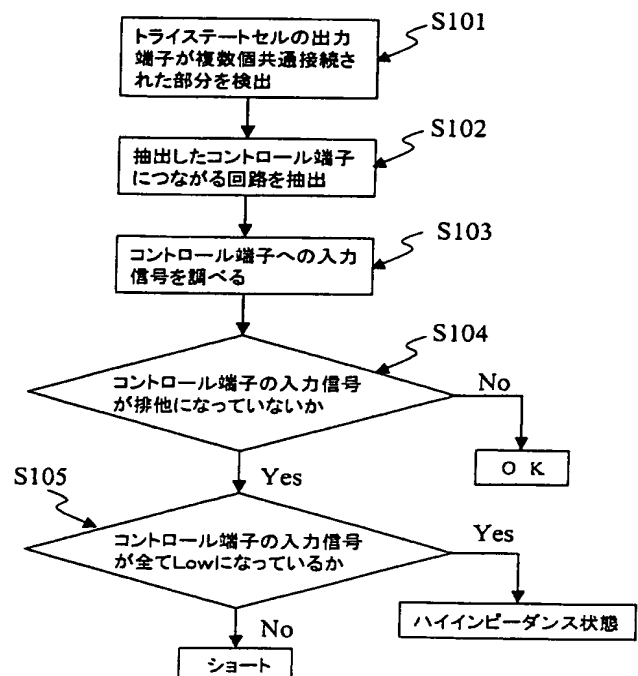 トライステートセルの出力
端子が複数個共通接続さ
れた部分を検出
S101
抽出したコントロール端子
につながる回路を抽出
S102
コントロール端子への入力
信号を調べる
S103
コントロール端子の入力信号
が排他になっていないか
S104
No
O K
Yes
S105
コントロール端子の入力信号
が全てLowになっているか
Yes
ハイインピーダンス状態
No
ショート